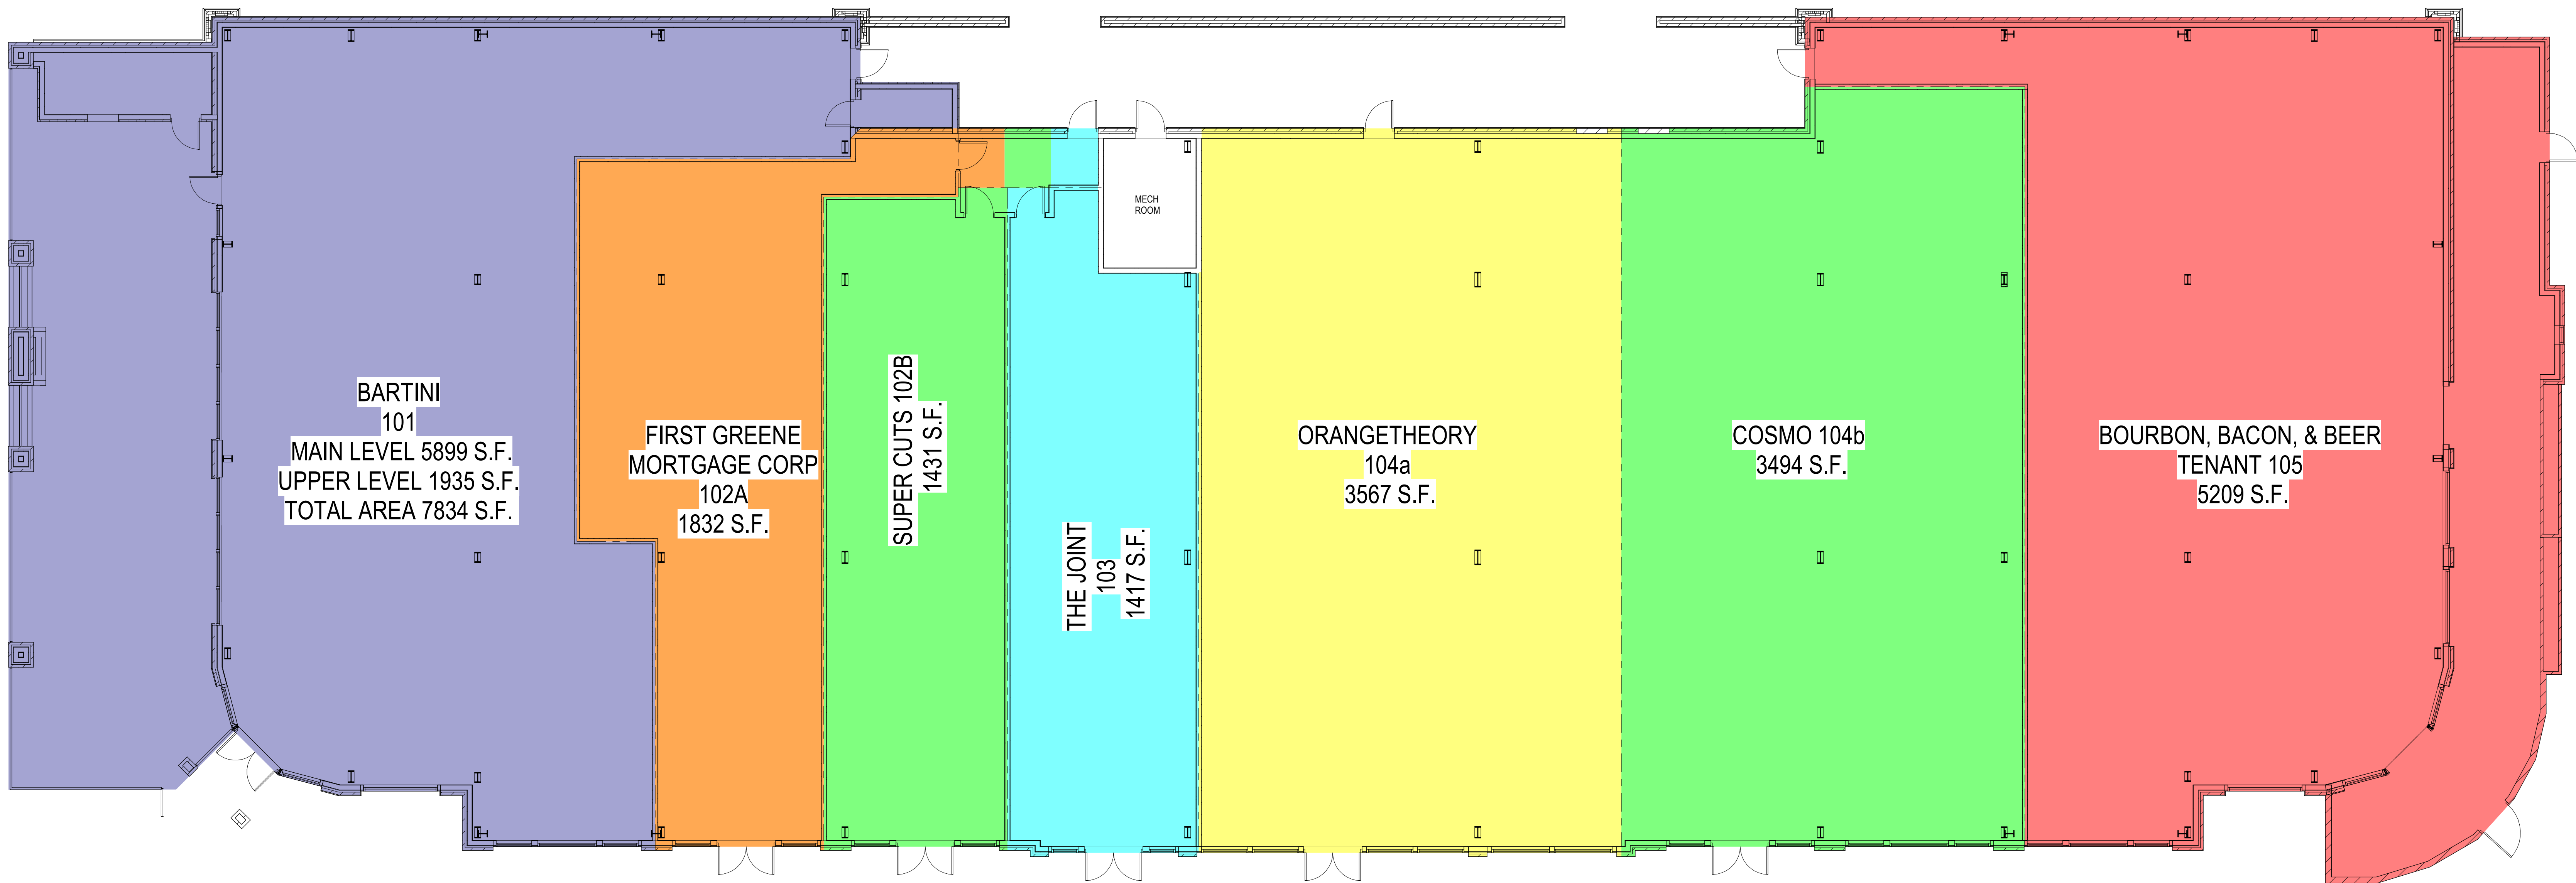 BARTINI
101
MAIN LEVEL 5899 S.F.
UPPER LEVEL 1935 S.F.
TOTAL AREA 7834 S.F.
FIRST GREENE
MORTGAGE CORP
102A
1832 S.F.
SUPER CUTS 102B
1431 S.F.
THE JOINT
103
1417 S.F.
MECH
ROOM
ORANGETHEORY
104a
3567 S.F.
COSMO 104b
3494 S.F.
BOURBON, BACON, & BEER
TENANT 105
5209 S.F.